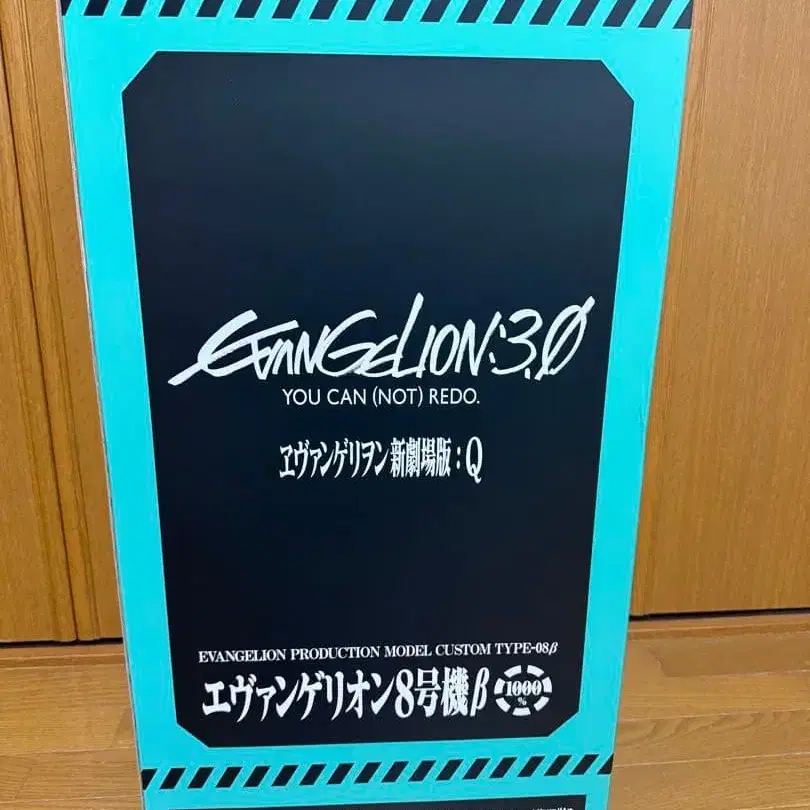 EVANGELION:3.0
YOU CAN (NOT) REDO.
ヱヴァンゲリヲン新劇場版:Q
EVANGELION PRODUCTION MODEL CUSTOM TYPE-08β
エヴァンゲリオン8号機β 1000%